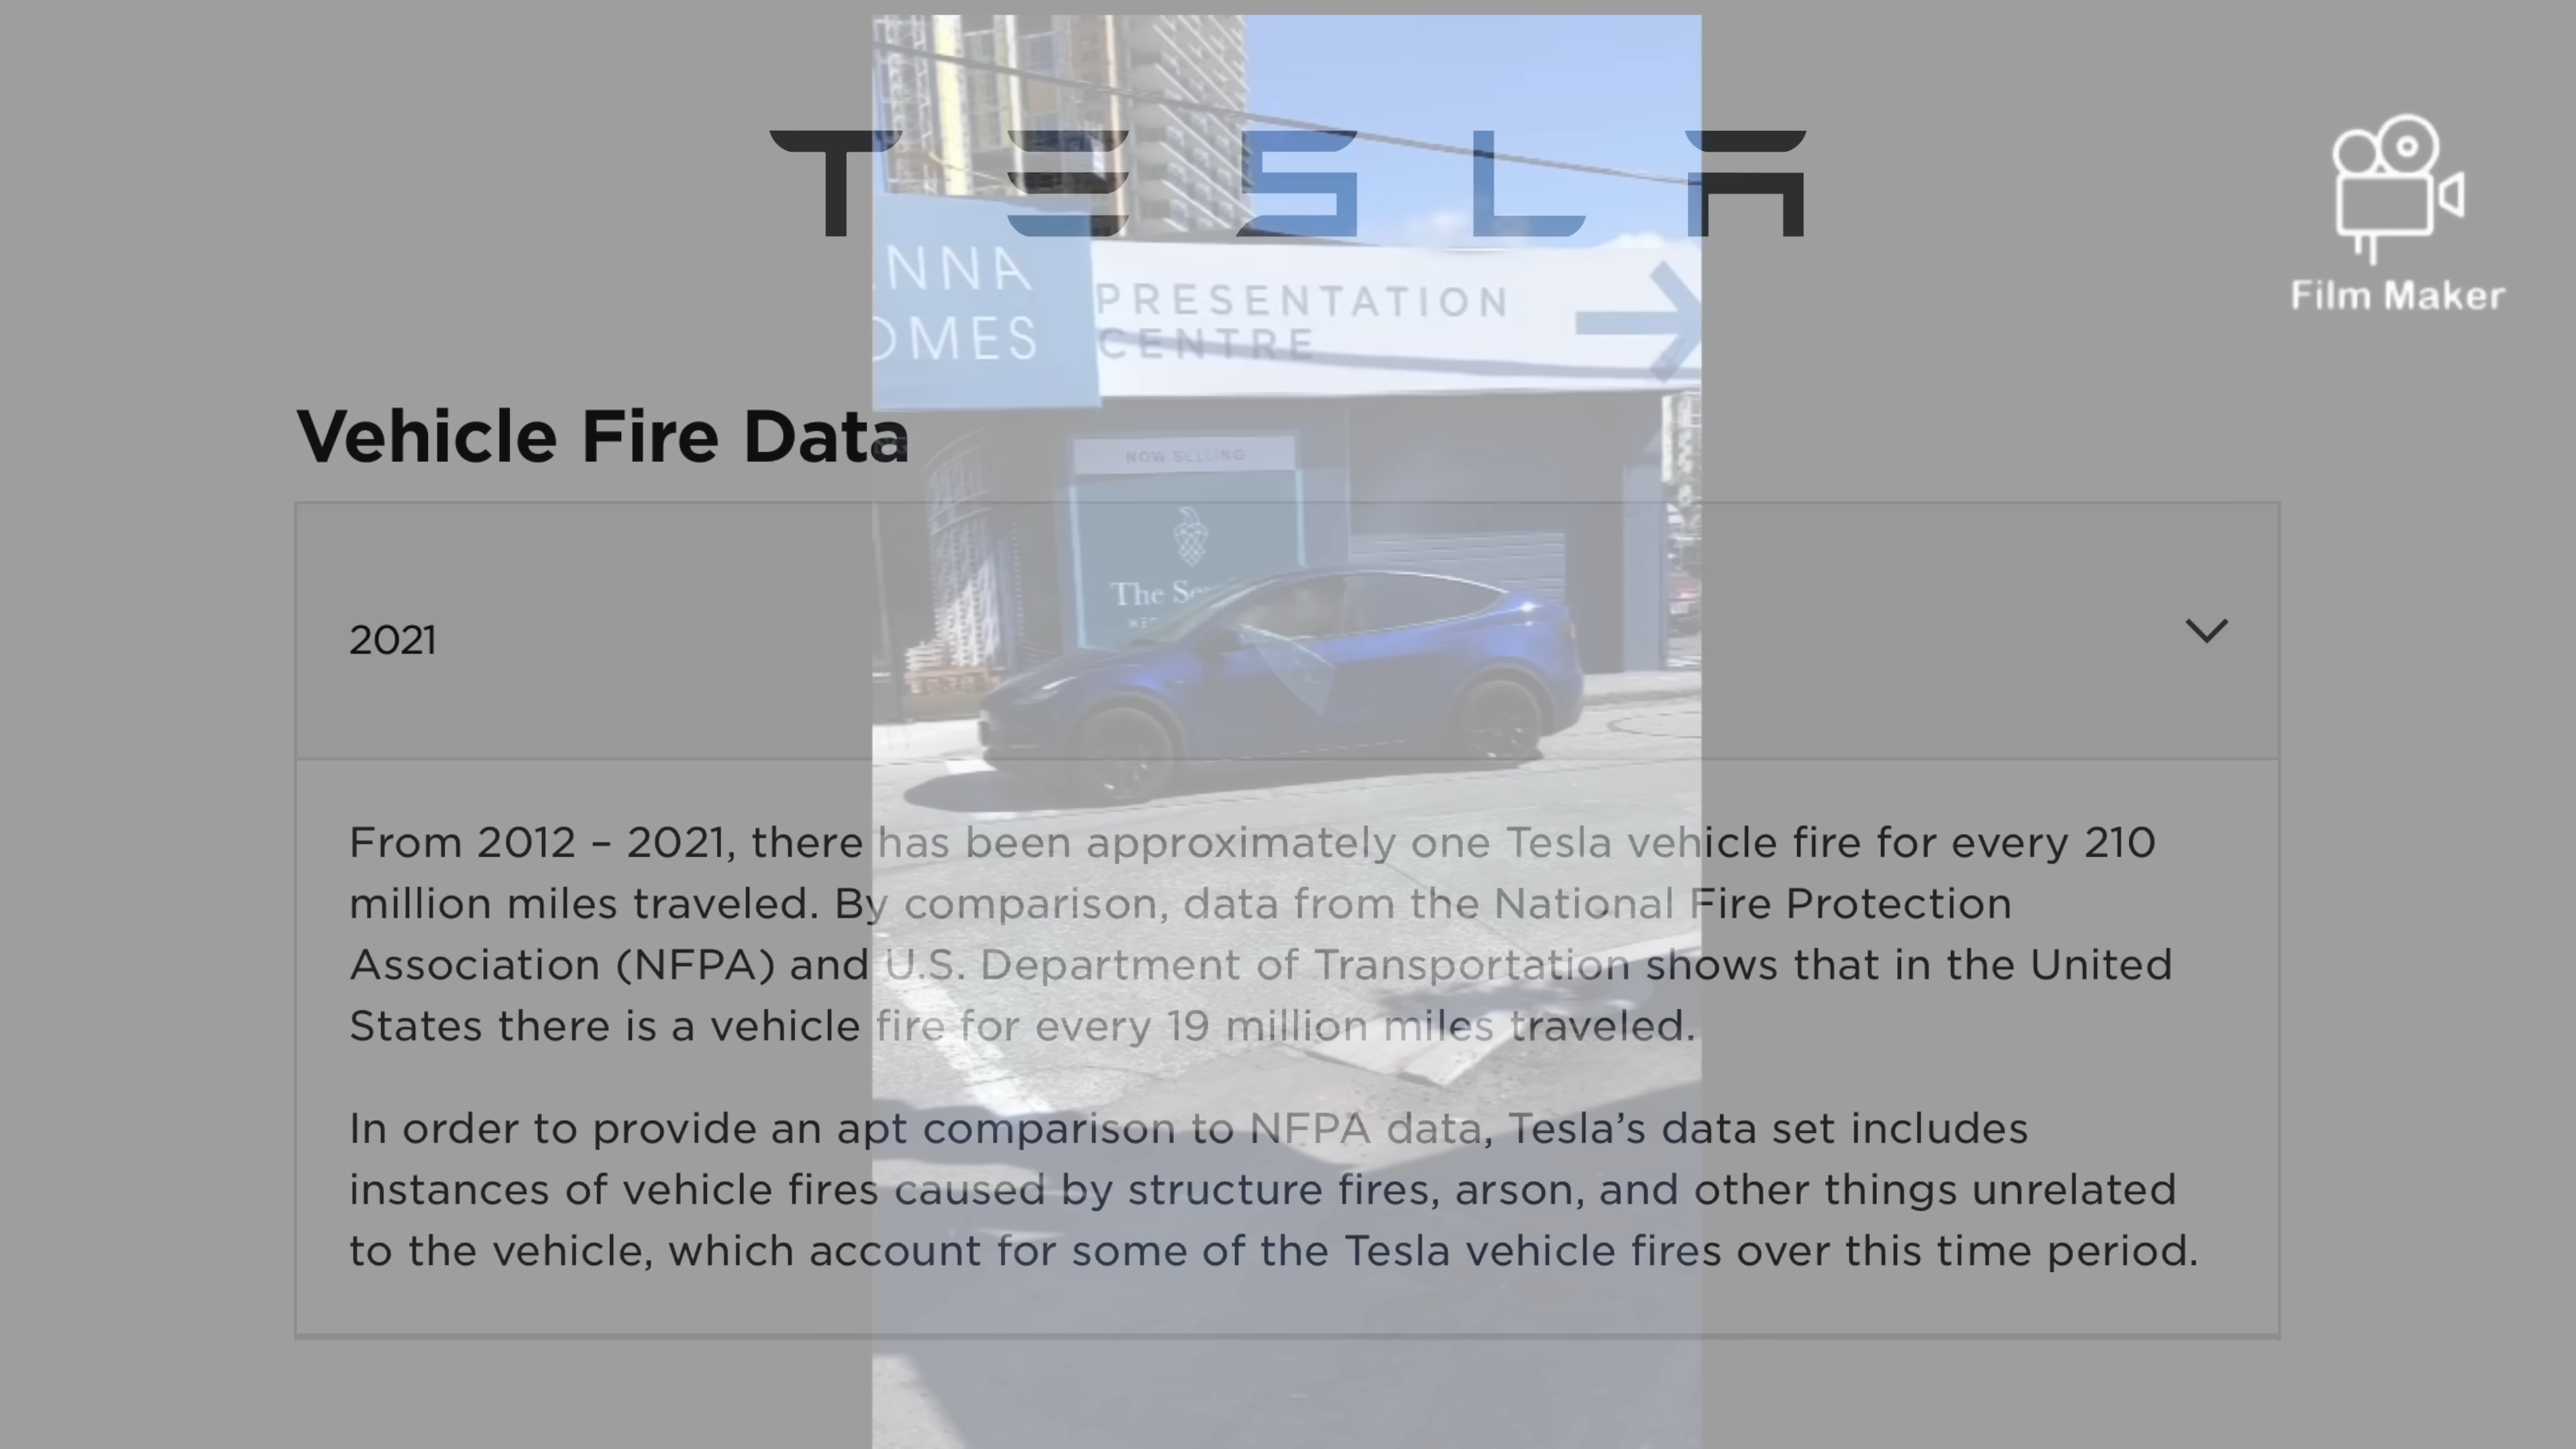 TESLA
Film Maker
NNA
OMES
PRESENTATION
CENTRE
Vehicle Fire Data
NOW SELLING
The
2021
From 2012 – 2021, there has been approximately one Tesla vehicle fire for every 210
million miles traveled. By comparison, data from the National Fire Protection
Association (NFPA) and U.S. Department of Transportation shows that in the United
States there is a vehicle fire for every 19 million miles traveled.
In order to provide an apt comparison to NFPA data, Tesla’s data set includes
instances of vehicle fires caused by structure fires, arson, and other things unrelated
to the vehicle, which account for some of the Tesla vehicle fires over this time period.